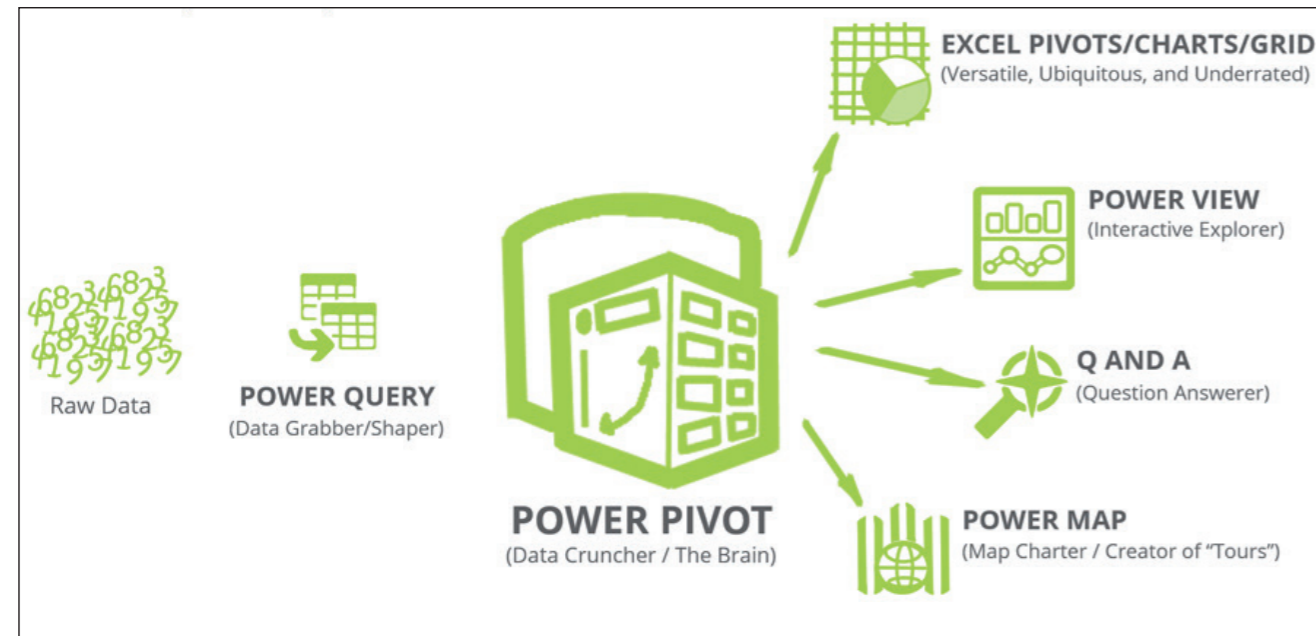 Raw Data
POWER QUERY
(Data Grabber/Shaper)
POWER PIVOT
(Data Cruncher / The Brain)
EXCEL PIVOTS/CHARTS/GRID
(Versatile, Ubiquitous, and Underrated)
POWER VIEW
(Interactive Explorer)
Q AND A
(Question Answerer)
POWER MAP
(Map Charter / Creator of “Tours”)